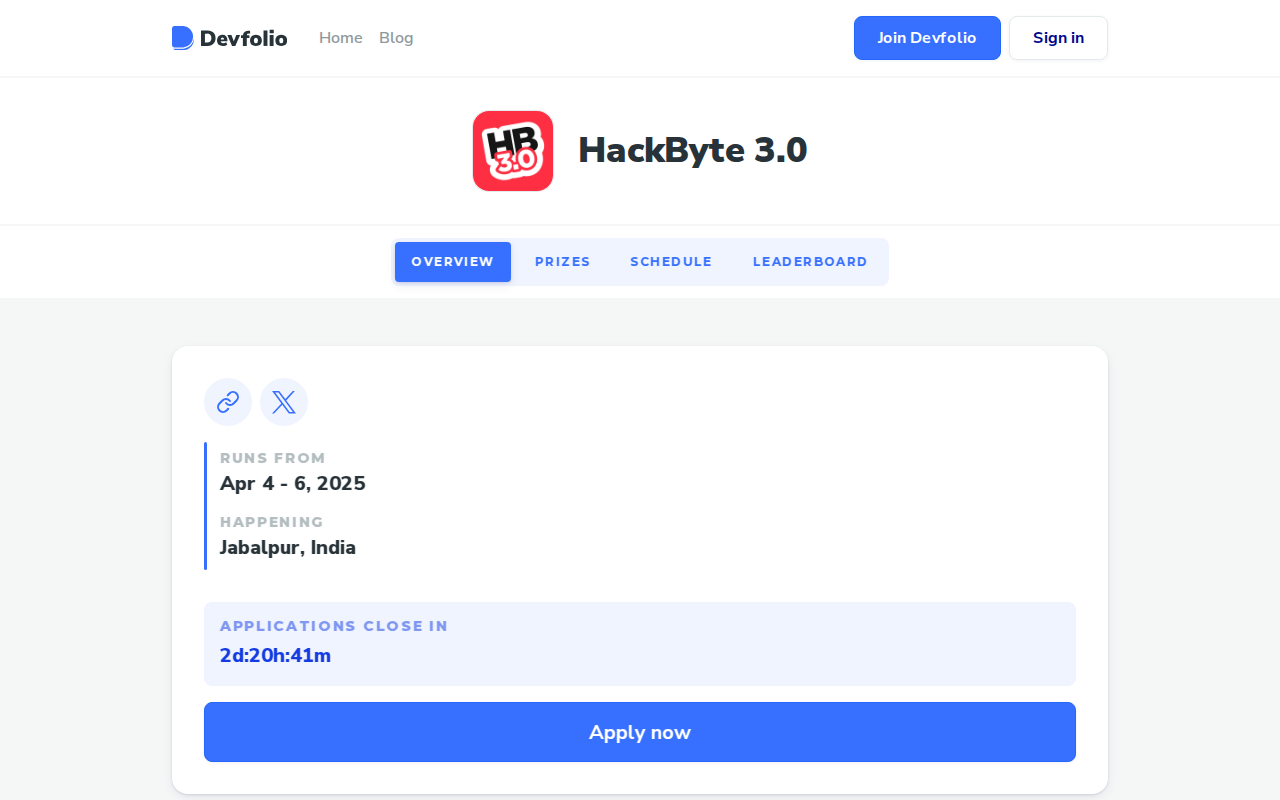 Devfolio
Home
Blog
Join Devfolio
Sign in
HB
3.0
HackByte 3.0
OVERVIEW
PRIZES
SCHEDULE
LEADERBOARD
RUNS FROM
Apr 4 - 6, 2025
HAPPENING
Jabalpur, India
APPLICATIONS CLOSE IN
2d:20h:41m
Apply now